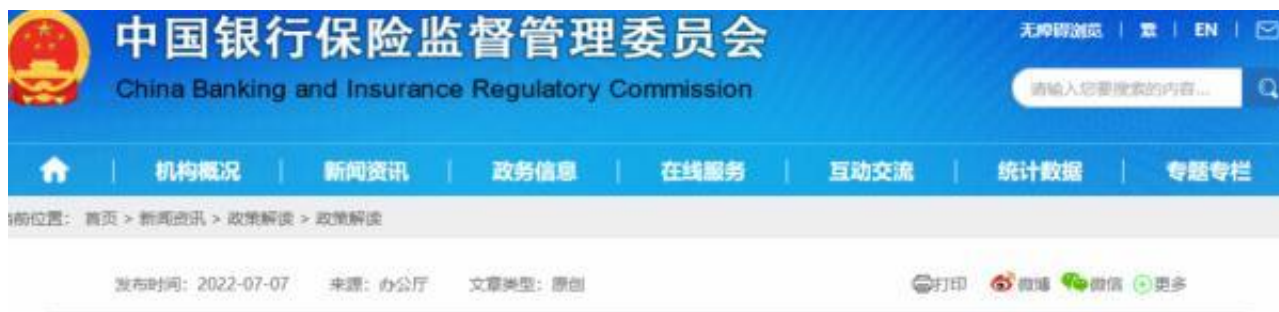 中国银行保险监督管理委员会
无障碍浏览 | 繁 | EN |
China Banking and Insurance Regulatory Commission
请输入您要搜索的内容...
机构概况 | 新闻资讯 | 政务信息 | 在线服务 | 互动交流 | 统计数据 | 专题专栏
当前位置: 首页 > 新闻资讯 > 政策解读 > 政策解读
发布时间: 2022-07-07 来源: 办公厅 文章类型: 原创 打印 微博 微信 更多